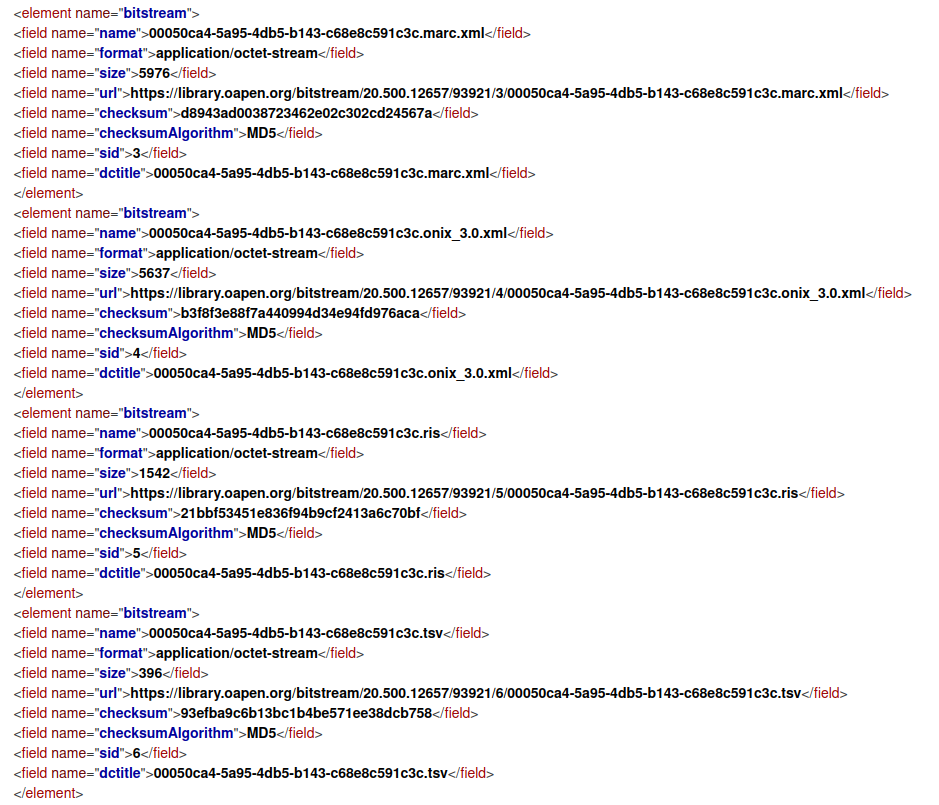 <element name="bitstream">
<field name="name">00050ca4-5a95-4db5-b143-c68e8c591c3c.marc.xml</field>
<field name="format">application/octet-stream</field>
<field name="size">5976</field>
<field name="url">https://library.oapen.org/bitstream/20.500.12657/93921/3/00050ca4-5a95-4db5-b143-c68e8c591c3c.marc.xml</field>
<field name="checksum">d8943ad0038723462e02c302cd24567a</field>
<field name="checksumAlgorithm">MD5</field>
<field name="sid">3</field>
<field name="dctitle">00050ca4-5a95-4db5-b143-c68e8c591c3c.marc.xml</field>
</element>
<element name="bitstream">
<field name="name">00050ca4-5a95-4db5-b143-c68e8c591c3c.onix_3.0.xml</field>
<field name="format">application/octet-stream</field>
<field name="size">5637</field>
<field name="url">https://library.oapen.org/bitstream/20.500.12657/93921/4/00050ca4-5a95-4db5-b143-c68e8c591c3c.onix_3.0.xml</field>
<field name="checksum">b3f8f3e88f7a440994d34e94fd976aca</field>
<field name="checksumAlgorithm">MD5</field>
<field name="sid">4</field>
<field name="dctitle">00050ca4-5a95-4db5-b143-c68e8c591c3c.onix_3.0.xml</field>
</element>
<element name="bitstream">
<field name="name">00050ca4-5a95-4db5-b143-c68e8c591c3c.ris</field>
<field name="format">application/octet-stream</field>
<field name="size">1542</field>
<field name="url">https://library.oapen.org/bitstream/20.500.12657/93921/5/00050ca4-5a95-4db5-b143-c68e8c591c3c.ris</field>
<field name="checksum">21bbf53451e836f94b9cf2413a6c70bf</field>
<field name="checksumAlgorithm">MD5</field>
<field name="sid">5</field>
<field name="dctitle">00050ca4-5a95-4db5-b143-c68e8c591c3c.ris</field>
</element>
<element name="bitstream">
<field name="name">00050ca4-5a95-4db5-b143-c68e8c591c3c.tsv</field>
<field name="format">application/octet-stream</field>
<field name="size">396</field>
<field name="url">https://library.oapen.org/bitstream/20.500.12657/93921/6/00050ca4-5a95-4db5-b143-c68e8c591c3c.tsv</field>
<field name="checksum">93efba9c6b13bc1b4be571ee38dcb758</field>
<field name="checksumAlgorithm">MD5</field>
<field name="sid">6</field>
<field name="dctitle">00050ca4-5a95-4db5-b143-c68e8c591c3c.tsv</field>
</element>